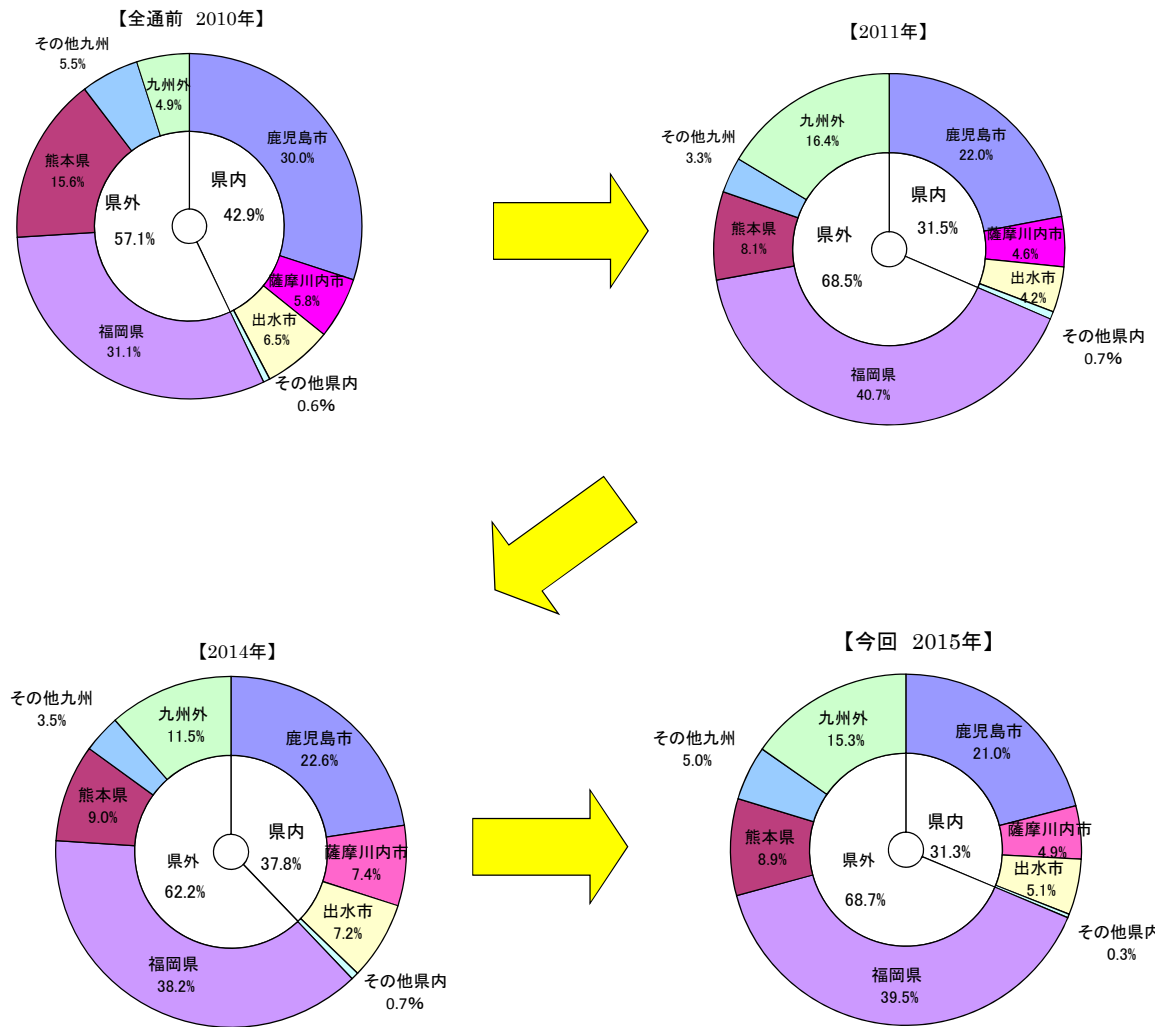 【全通前 2010年】
その他九州
5.5%
九州外
4.9%
鹿児島市
30.0%
熊本県
15.6%
県外
57.1%
県内
42.9%
薩摩川内市
5.8%
出水市
6.5%
福岡県
31.1%
その他県内
0.6%
【2011年】
その他九州
3.3%
九州外
16.4%
鹿児島市
22.0%
熊本県
8.1%
県外
68.5%
県内
31.5%
薩摩川内市
4.6%
出水市
4.2%
その他県内
0.7%
福岡県
40.7%
【2014年】
その他九州
3.5%
九州外
11.5%
鹿児島市
22.6%
熊本県
9.0%
県外
62.2%
県内
37.8%
薩摩川内市
7.4%
出水市
7.2%
福岡県
38.2%
その他県内
0.7%
【今回 2015年】
その他九州
5.0%
九州外
15.3%
鹿児島市
21.0%
熊本県
8.9%
県外
68.7%
県内
31.3%
薩摩川内市
4.9%
出水市
5.1%
その他県内
0.3%
福岡県
39.5%